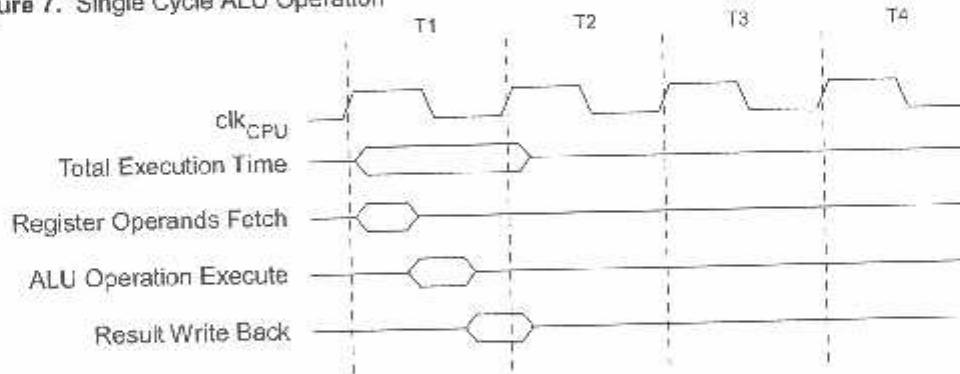 ure 7. Single Cycle ALU Operation
T1 T2 T3 T4
clkCPU
Total Execution Time
Register Operands Fetch
ALU Operation Execute
Result Write Back